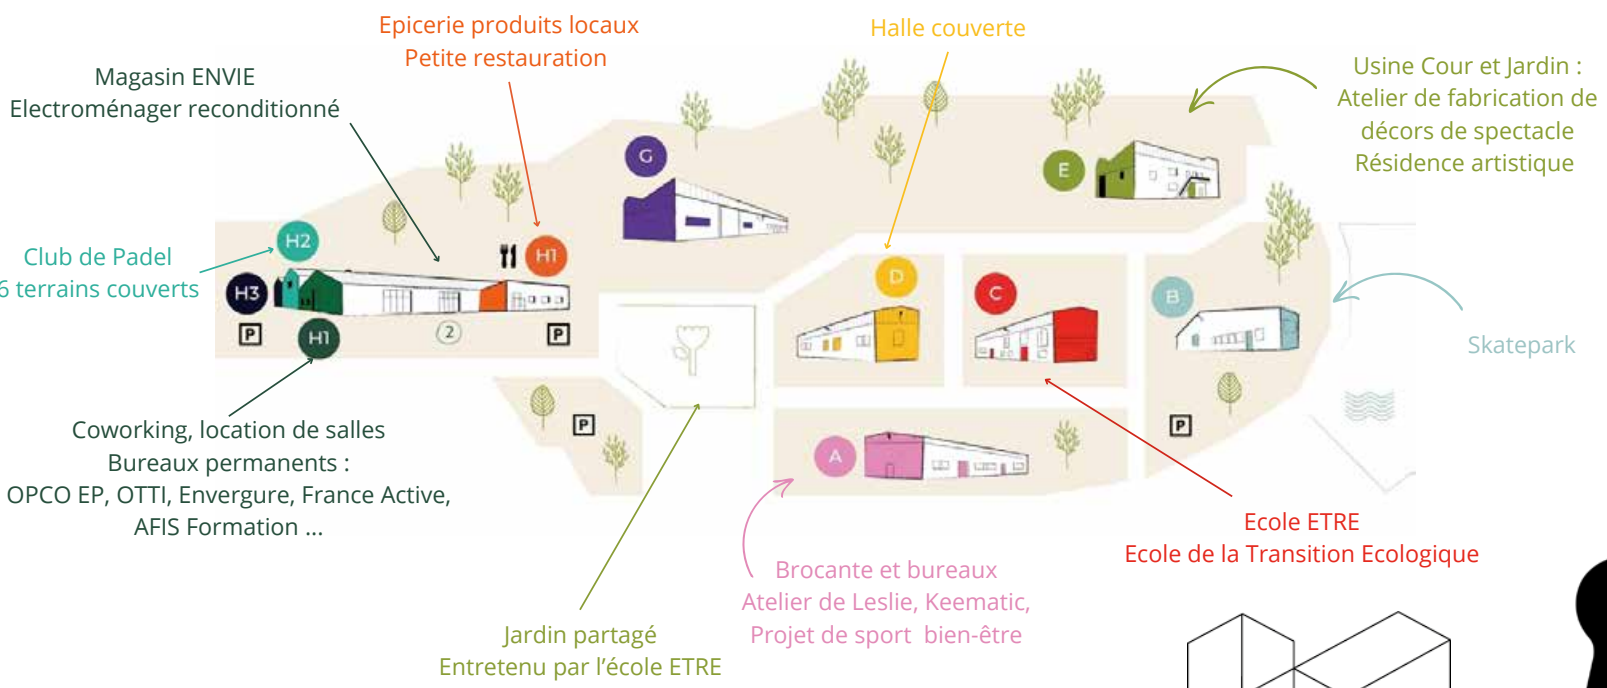 Epicerie produits locaux
Petite restauration
Halle couverte
Magasin ENVIE
Electroménager reconditionné
Usine Cour et Jardin :
Atelier de fabrication de
décors de spectacle
Résidence artistique
G
E
H2
H1
Club de Padel
6 terrains couverts
H3
D
C
B
P
H1
2
P
Skatepark
P
P
A
Coworking, location de salles
Bureaux permanents :
OPCO EP, OTTI, Envergure, France Active,
AFIS Formation ...
Ecole ETRE
Ecole de la Transition Ecologique
Brocante et bureaux
Atelier de Leslie, Keematic,
Projet de sport bien-être
Jardin partagé
Entretenu par l'école ETRE